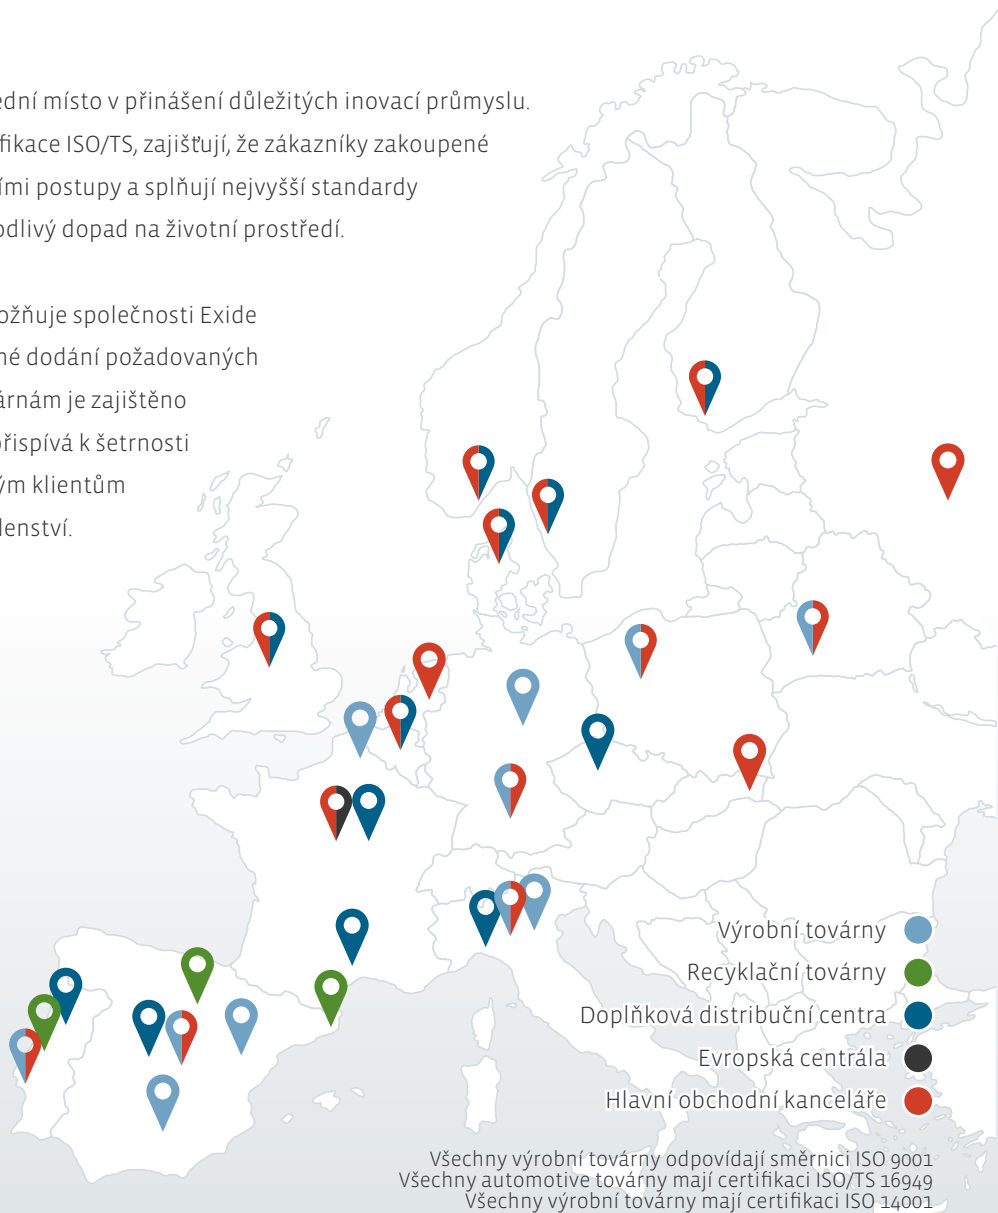 ední místo v přinášení důležitých inovací průmyslu.
fikace ISO/TS, zajišťují, že zákazníky zakoupené
ími postupy a splňují nejvyšší standardy
odlivý dopad na životní prostředí.
ožňuje společnosti Exide
né dodání požadovaných
árnám je zajištěno
přispívá k šetrnosti
ým klientům
lenství.
Výrobní továrny
Recyklační továrny
Doplňková distribuční centra
Evropská centrála
Hlavní obchodní kanceláře
Všechny výrobní továrny odpovídají směrnici ISO 9001
Všechny automotive továrny mají certifikaci ISO/TS 16949
Všechny výrobní továrny mají certifikaci ISO 14001